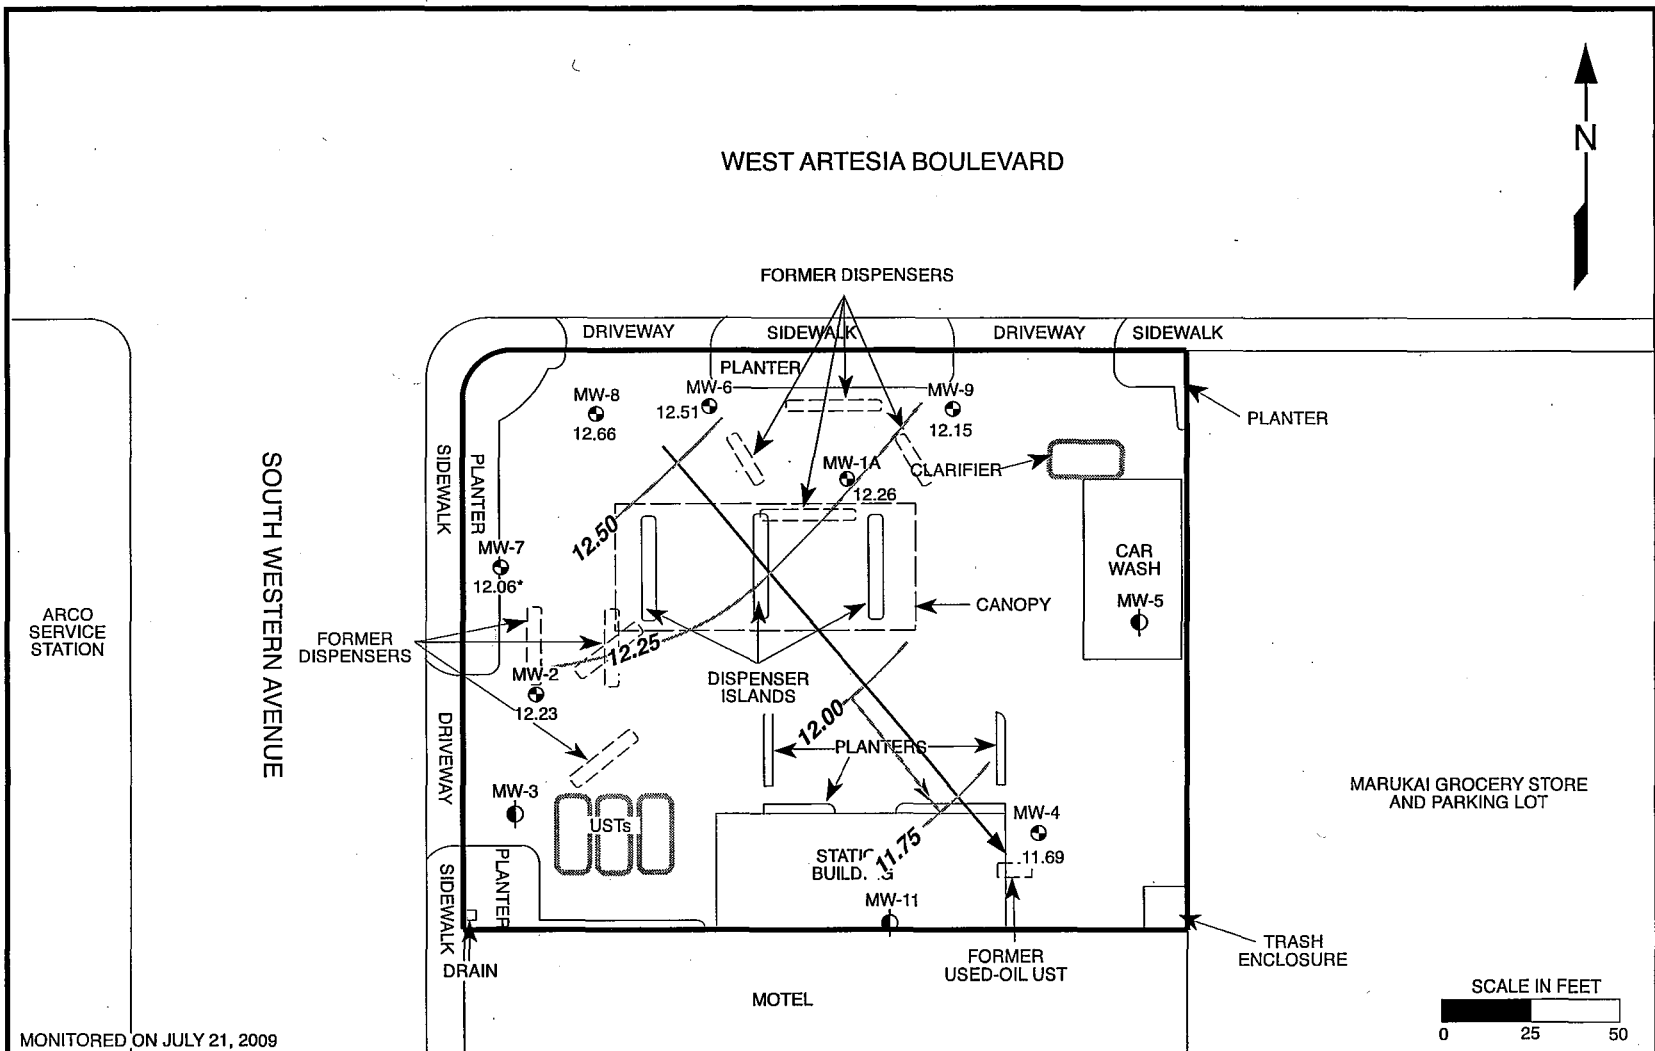 WEST ARTESIA BOULEVARD
N
FORMER DISPENSERS
DRIVEWAY
SIDEWALK
DRIVEWAY
SIDEWALK
PLANTER
MW-8
12.66
MW-6
12.51
MW-9
12.15
PLANTER
SIDEWALK
PLANTER
SOUTH WESTERN AVENUE
MW-1A
12.26
CLARIFIER
12.50
MW-7
12.06*
CAR
WASH
MW-5
CANOPY
ARCO
SERVICE
STATION
FORMER
DISPENSERS
12.25
MW-2
12.23
DISPENSER
ISLANDS
12.00
PLANTERS
DRIVEWAY
MW-3
USTs
MARUKAI GROCERY STORE
AND PARKING LOT
MW-4
11.69
11.75
STATION
BUILDING
PLANTER
SIDEWALK
MW-11
DRAIN
FORMER
USED-OIL UST
TRASH
ENCLOSURE
MOTEL
SCALE IN FEET
0 25 50
MONITORED ON JULY 21, 2009